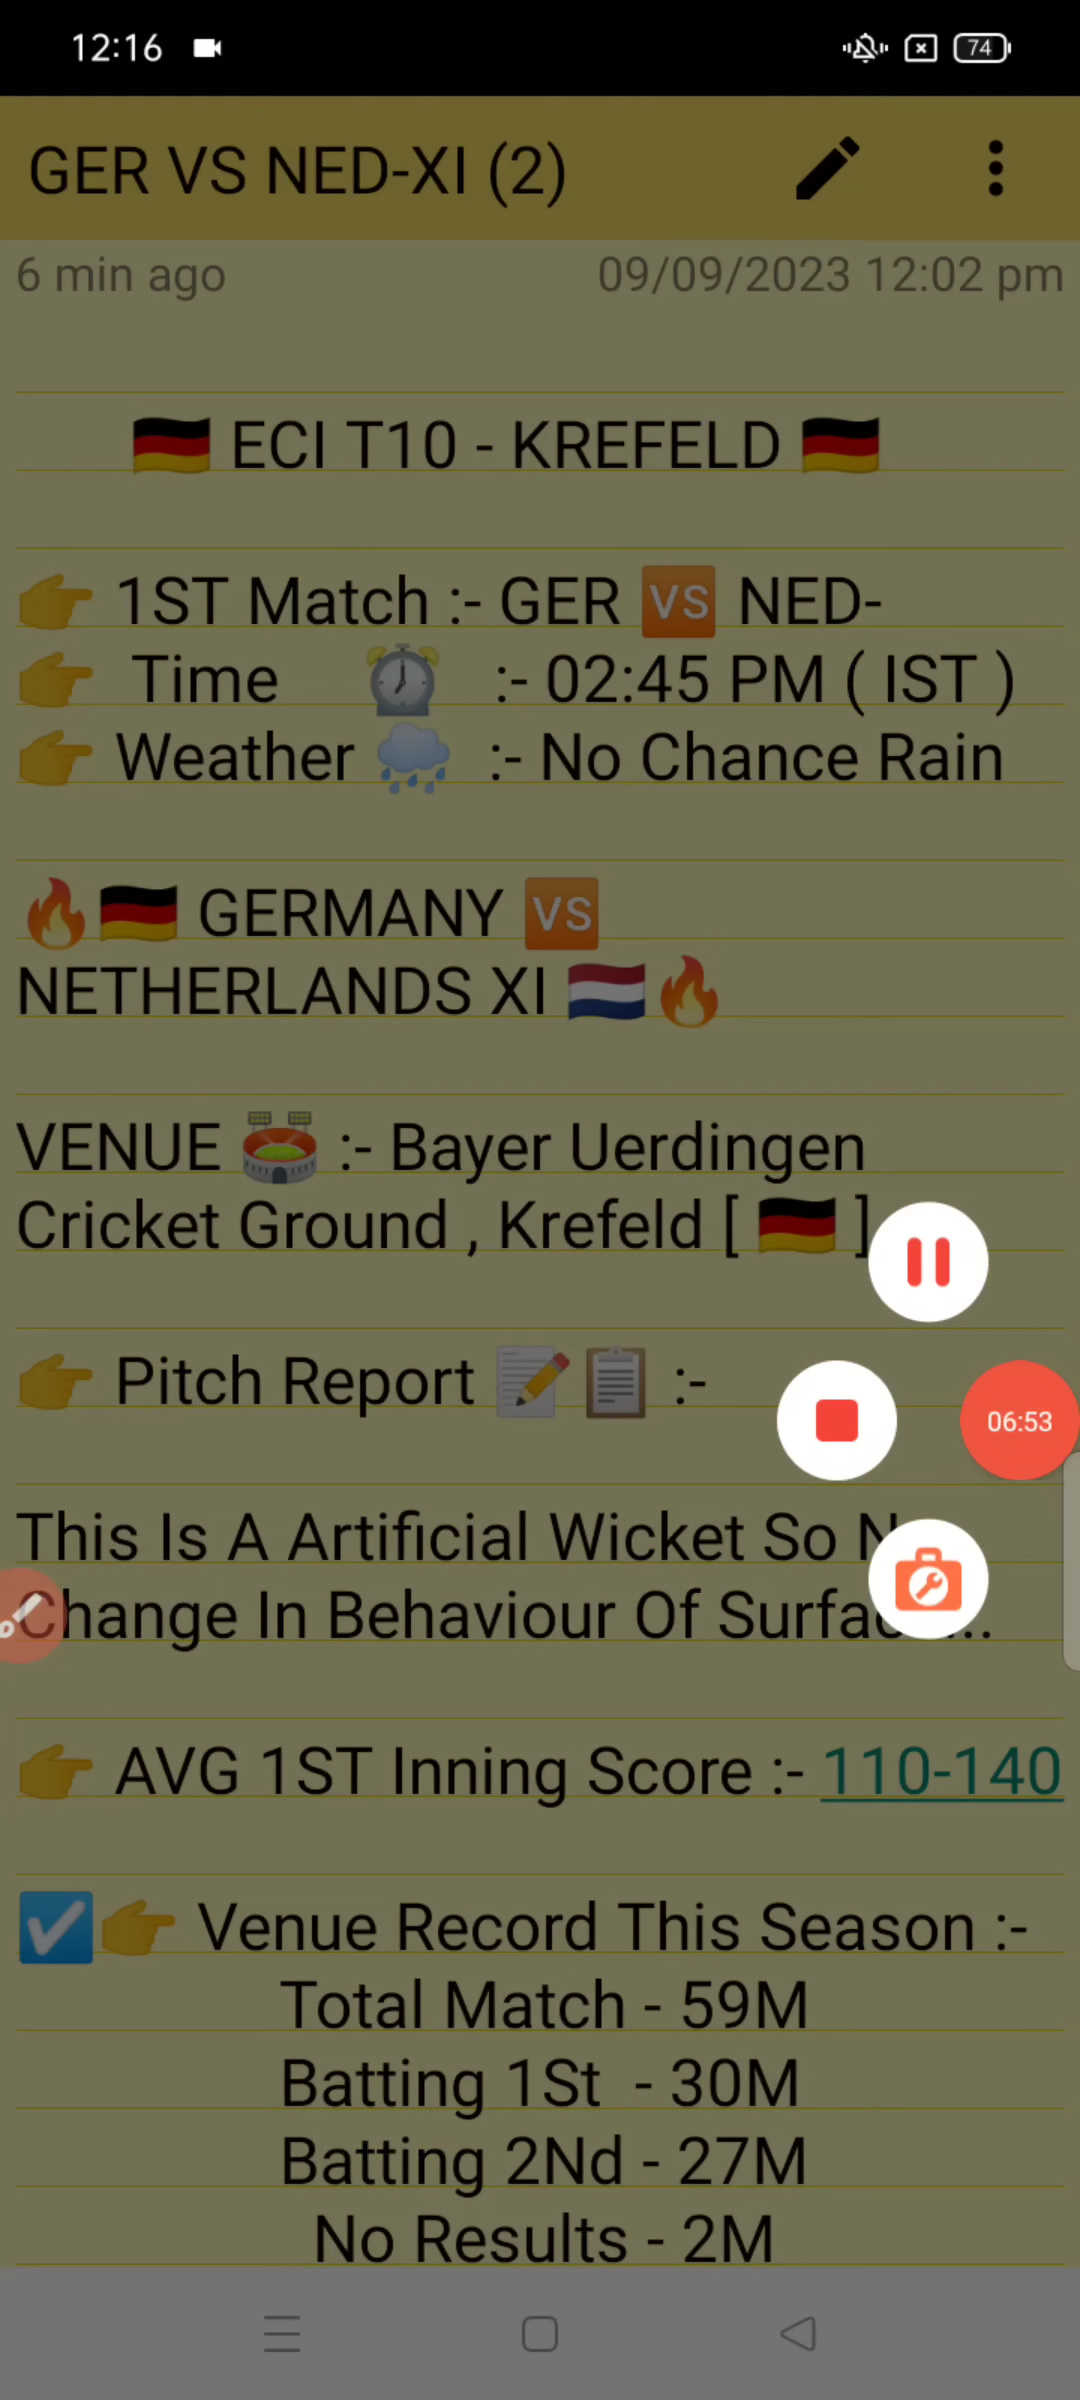 12:16
74
GER VS NED-XI (2)
6 min ago 09/09/2023 12:02 pm
🇩🇪 ECI T10 - KREFELD 🇩🇪
👉 1ST Match :- GER 🆚 NED-
👉 Time ⏰ :- 02:45 PM ( IST )
👉 Weather 🌧️ :- No Chance Rain
🔥🇩🇪 GERMANY 🆚
NETHERLANDS XI 🇳🇱🔥
VENUE 🏟️ :- Bayer Uerdingen
Cricket Ground , Krefeld [ 🇩🇪 ]
👉 Pitch Report 📝📋 :-
06:53
This Is A Artificial Wicket So
Change In Behaviour Of
👉 AVG 1ST Inning Score :- 110-140
☑️👉 Venue Record This Season :-
Total Match - 59M
Batting 1St - 30M
Batting 2Nd - 27M
No Results - 2M